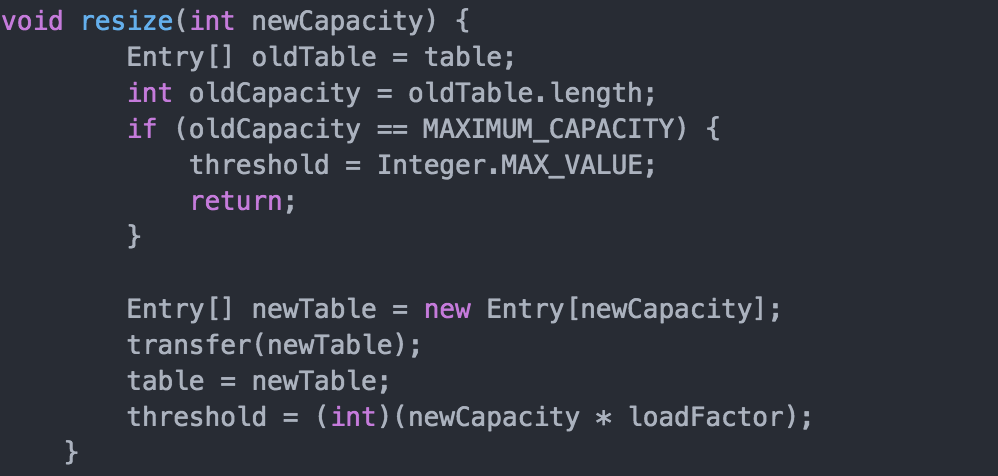 void resize(int newCapacity) {
        Entry[] oldTable = table;
        int oldCapacity = oldTable.length;
        if (oldCapacity == MAXIMUM_CAPACITY) {
            threshold = Integer.MAX_VALUE;
            return;
        }

        Entry[] newTable = new Entry[newCapacity];
        transfer(newTable);
        table = newTable;
        threshold = (int)(newCapacity * loadFactor);
    }